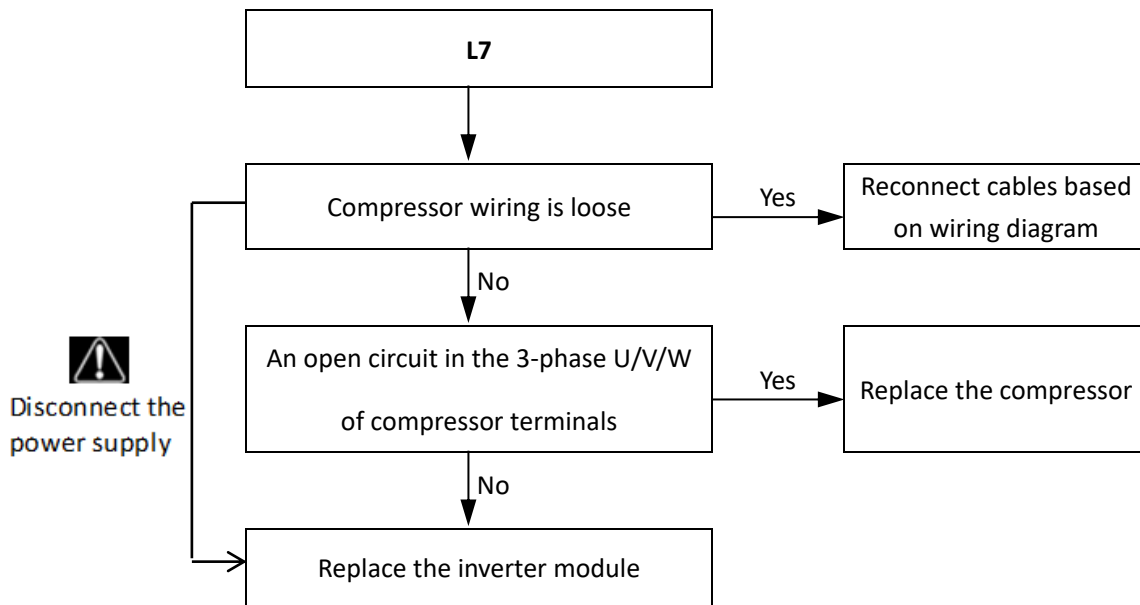 L7
Compressor wiring is loose
Yes
Reconnect cables based
on wiring diagram
No
Disconnect the
power supply
An open circuit in the 3-phase U/V/W
of compressor terminals
Yes
Replace the compressor
No
Replace the inverter module